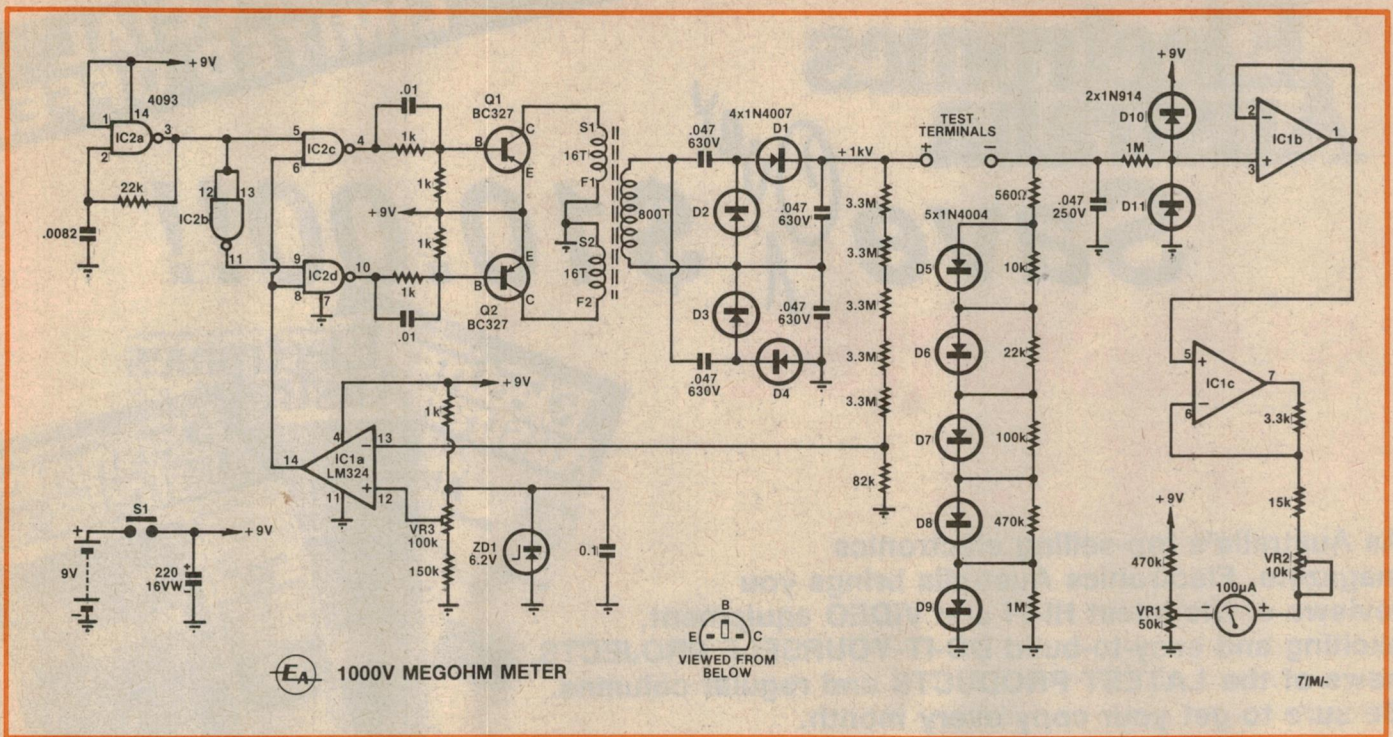 +9V
4093
14
1
IC2a
3
2
22k
.0082
12
13
IC2b
11
5
IC2c
4
6
9
IC2d
10
8
7
.01
1k
1k
+9V
1k
1k
.01
Q1
BC327
B
C
E
E
B
C
Q2
BC327
S1
16T
F1
S2
16T
F2
800T
.047
630V
4x1N4007
D1
+1kV
D2
.047
630V
D3
.047
630V
.047
630V
D4
3.3M
3.3M
3.3M
3.3M
3.3M
82k
TEST
TERMINALS
+
−
560Ω
5x1N4004
D5
10k
D6
22k
D7
100k
D8
470k
D9
1M
.047
250V
1M
+9V
2x1N914
D10
D11
2
−
IC1b
1
+
3
5
+
IC1c
7
6
−
3.3k
15k
VR2
10k
+9V
470k
VR1
50k
100µA
+
+9V
1k
4
13
−
14
IC1a
LM324
+
11
12
VR3
100k
150k
ZD1
6.2V
0.1
S1
+9V
+
9V
−
+
220
16VW
−
EA 1000V MEGOHM METER
B
E
C
VIEWED FROM
BELOW
7/M/-